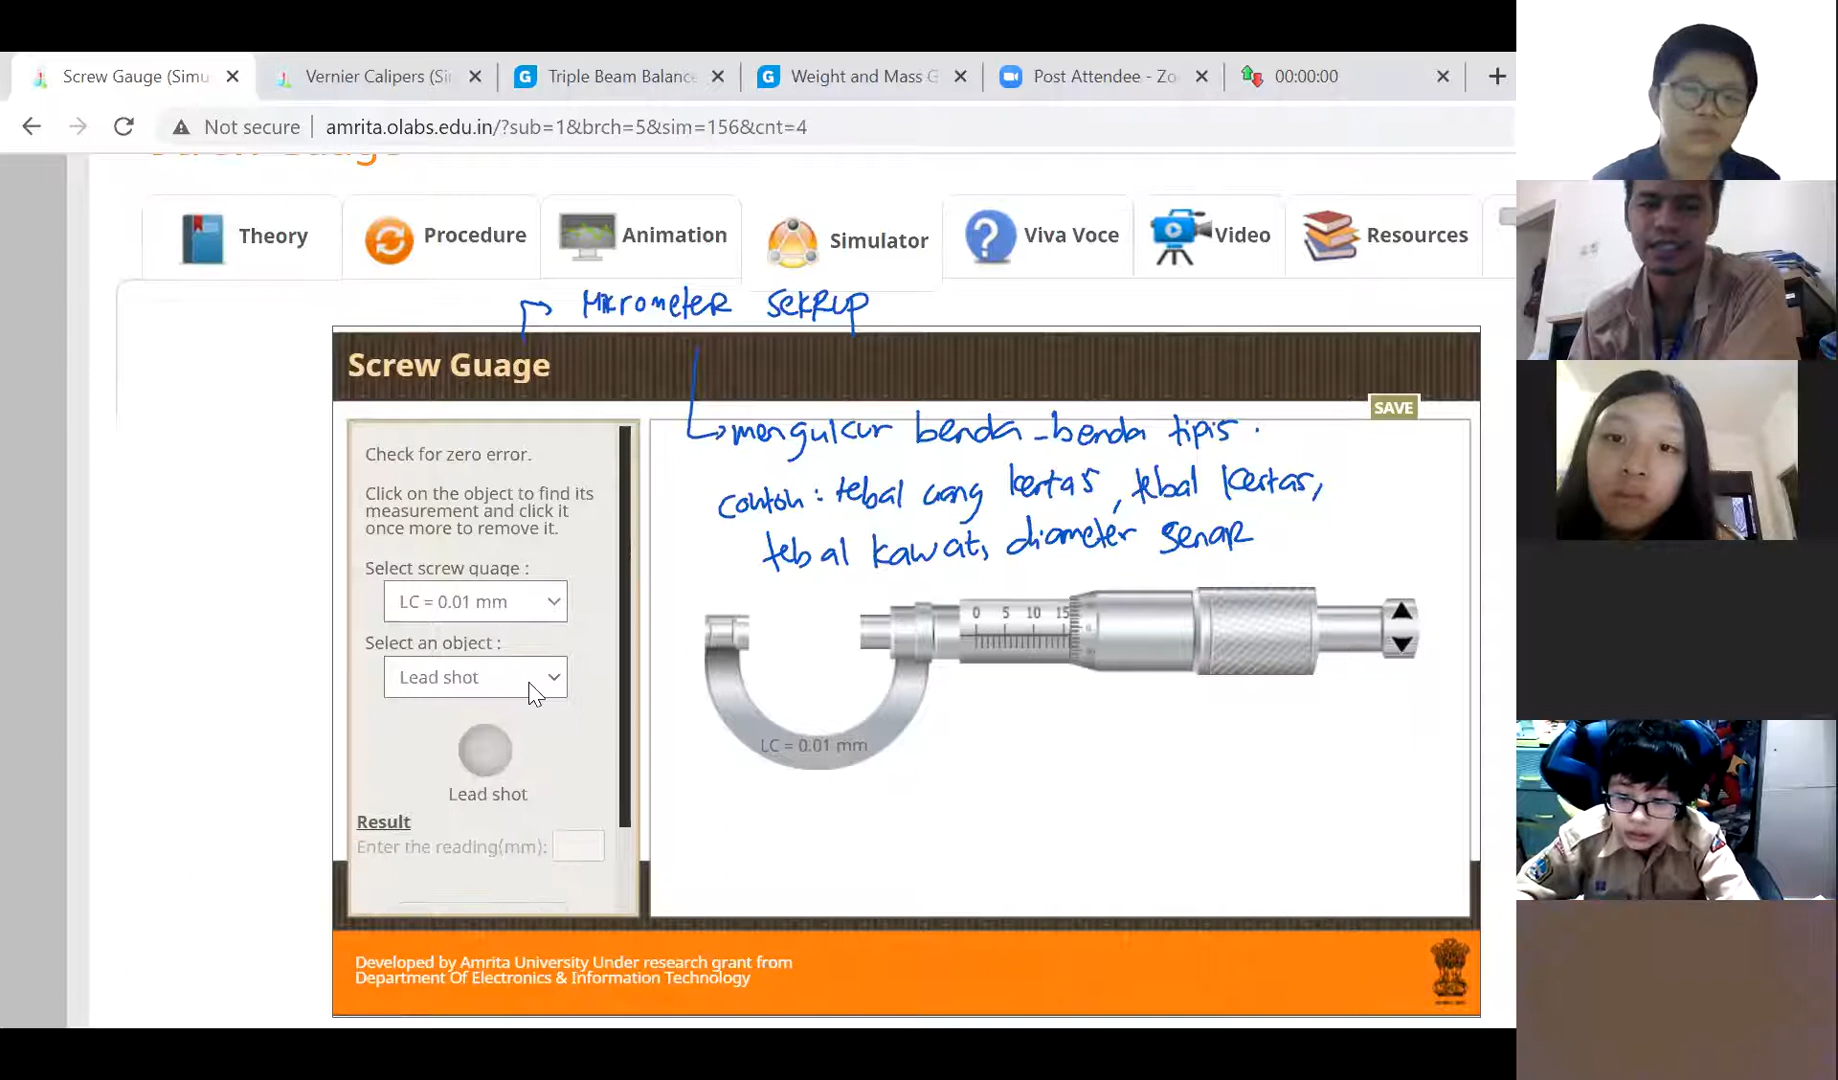 Screw Gauge (Simu
Vernier Calipers (Si
Triple Beam Balanc
Weight and Mass G
Post Attendee - Zo
00:00:00
Not secure
amrita.olabs.edu.in/?sub=1&brch=5&sim=156&cnt=4
Theory
Procedure
Animation
Simulator
Viva Voce
Video
Resources
Mikrometer Sekrup
Screw Guage
SAVE
mengukur benda-benda tipis.
contoh: tebal uang kertas, tebal kertas,
tebal kawat, diameter senar
Check for zero error.
Click on the object to find its
measurement and click it
once more to remove it.
Select screw guage :
LC = 0.01 mm
Select an object :
Lead shot
Lead shot
Result
Enter the reading(mm):
0 5 10 15
LC = 0.01 mm
Developed by Amrita University Under research grant from
Department Of Electronics & Information Technology